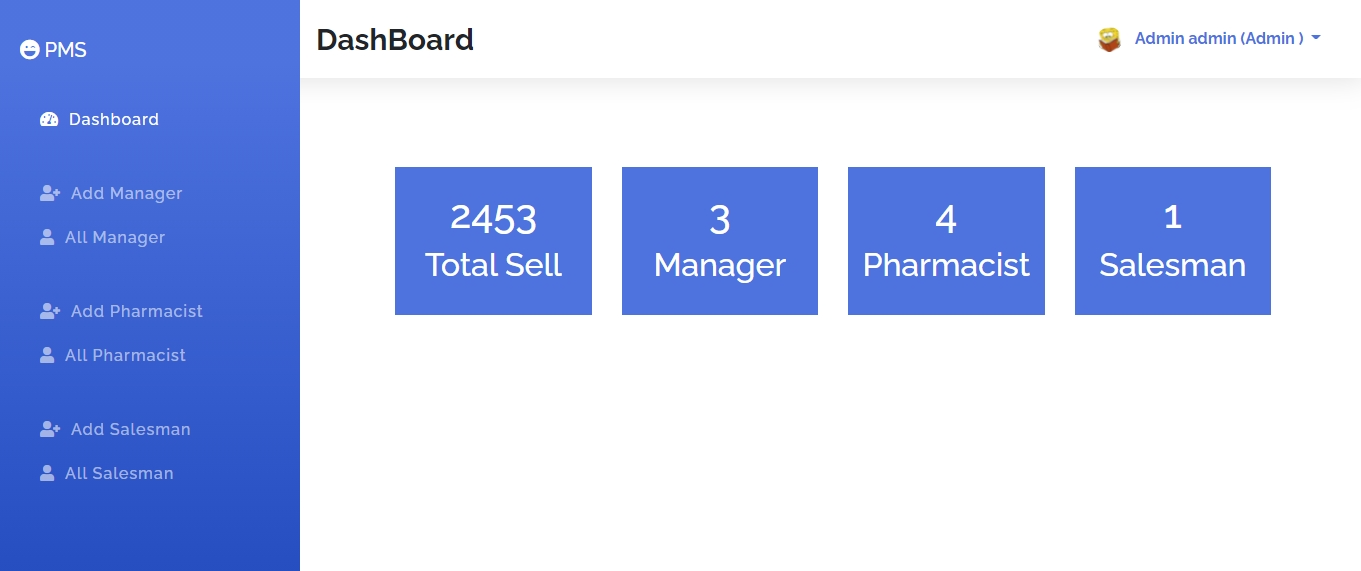 PMS
Dashboard
Add Manager
All Manager
Add Pharmacist
All Pharmacist
Add Salesman
All Salesman
DashBoard
Admin admin (Admin )
2453
Total Sell
3
Manager
4
Pharmacist
1
Salesman